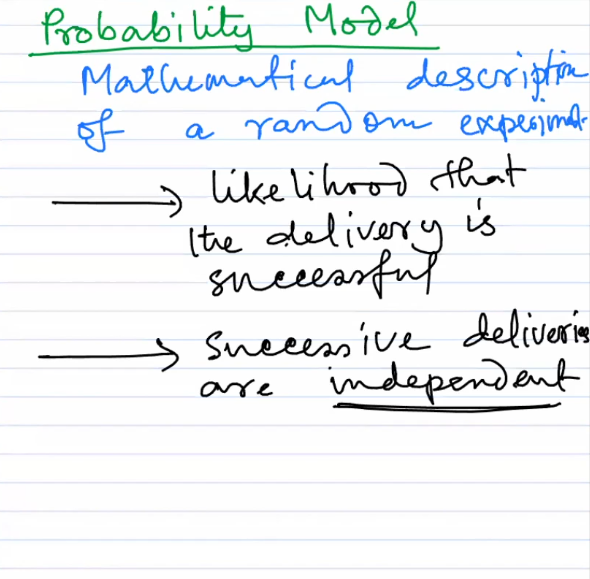 Probability Model
Mathematical description
of a random experiment.
likelihood that
the delivery is
successful
Successive deliveries
are independent